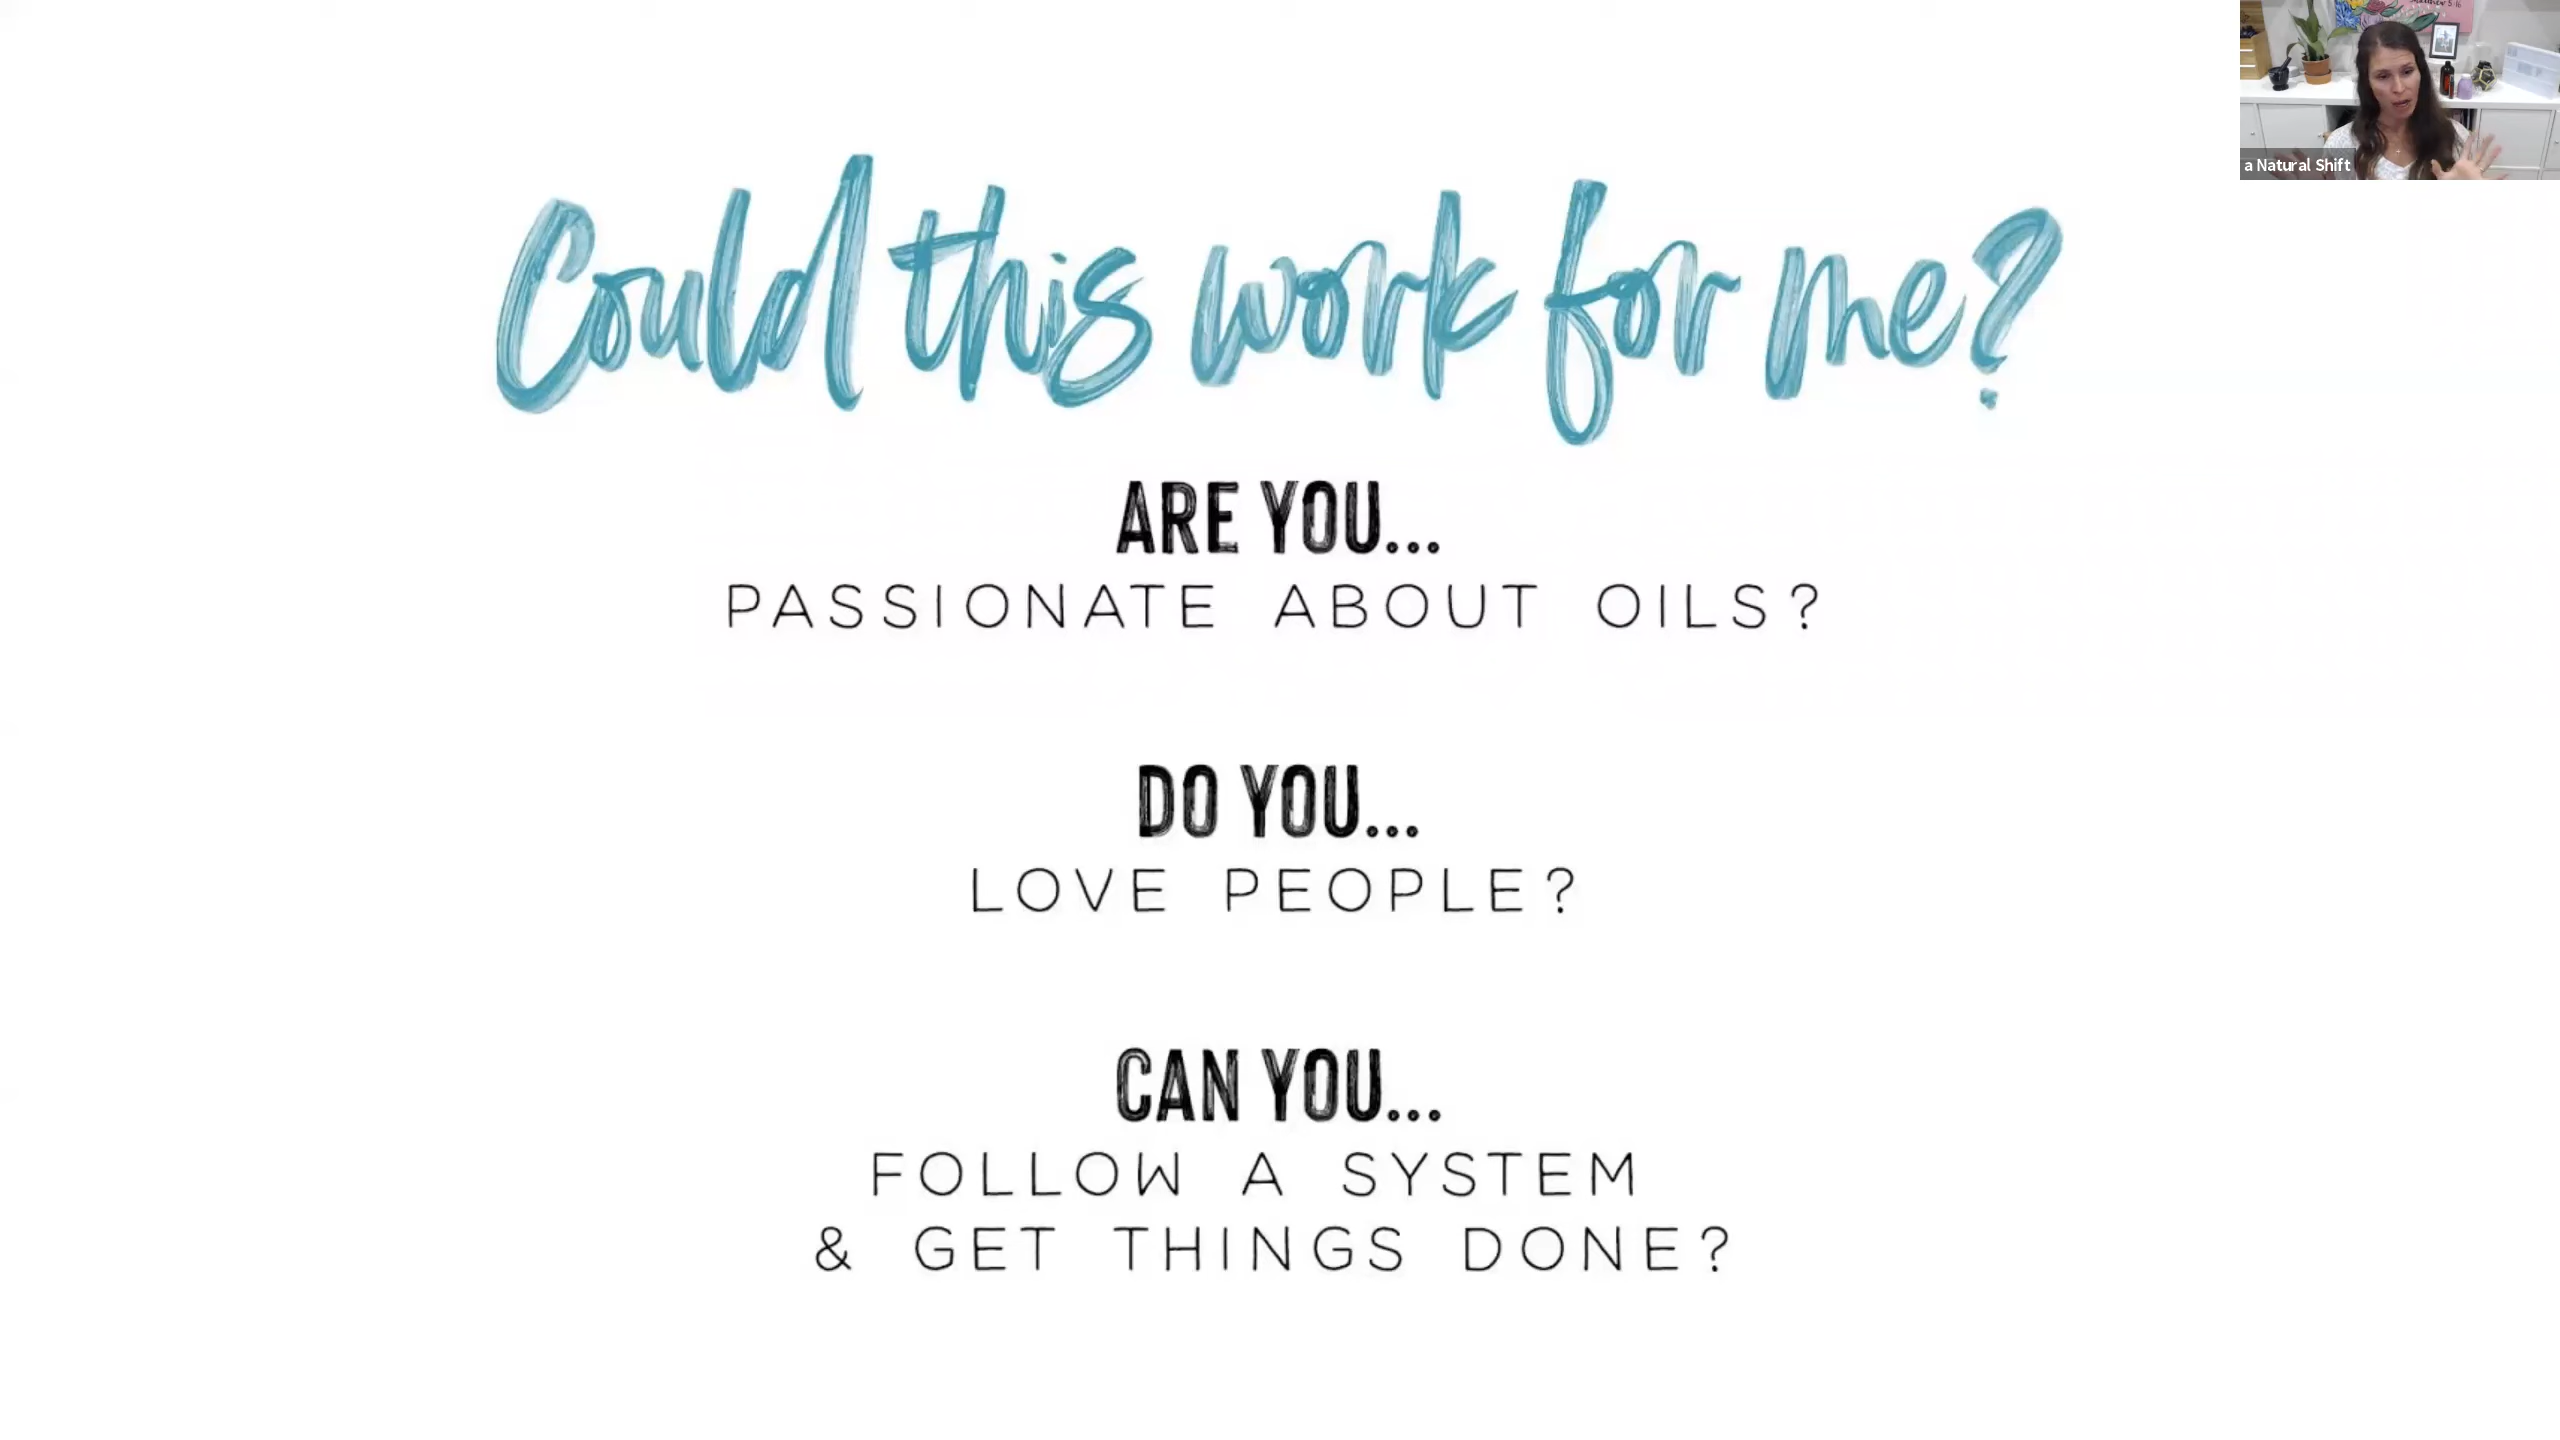 a Natural Shift
Could this work for me?
ARE YOU...
PASSIONATE ABOUT OILS?
DO YOU...
LOVE PEOPLE?
CAN YOU...
FOLLOW A SYSTEM
& GET THINGS DONE?